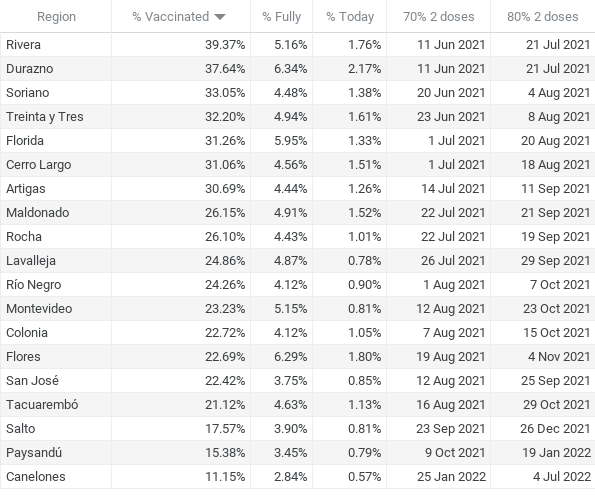 Region % Vaccinated % Fully % Today 70% 2 doses 80% 2 doses
Rivera 39.37% 5.16% 1.76% 11 Jun 2021 21 Jul 2021
Durazno 37.64% 6.34% 2.17% 11 Jun 2021 21 Jul 2021
Soriano 33.05% 4.48% 1.38% 20 Jun 2021 4 Aug 2021
Treinta y Tres 32.20% 4.94% 1.61% 23 Jun 2021 8 Aug 2021
Florida 31.26% 5.95% 1.33% 1 Jul 2021 20 Aug 2021
Cerro Largo 31.06% 4.56% 1.51% 1 Jul 2021 18 Aug 2021
Artigas 30.69% 4.44% 1.26% 14 Jul 2021 11 Sep 2021
Maldonado 26.15% 4.91% 1.52% 22 Jul 2021 21 Sep 2021
Rocha 26.10% 4.43% 1.01% 22 Jul 2021 19 Sep 2021
Lavalleja 24.86% 4.87% 0.78% 26 Jul 2021 29 Sep 2021
Río Negro 24.26% 4.12% 0.90% 1 Aug 2021 7 Oct 2021
Montevideo 23.23% 5.15% 0.81% 12 Aug 2021 23 Oct 2021
Colonia 22.72% 4.12% 1.05% 7 Aug 2021 15 Oct 2021
Flores 22.69% 6.29% 1.80% 19 Aug 2021 4 Nov 2021
San José 22.42% 3.75% 0.85% 12 Aug 2021 25 Sep 2021
Tacuarembó 21.12% 4.63% 1.13% 16 Aug 2021 29 Oct 2021
Salto 17.57% 3.90% 0.81% 23 Sep 2021 26 Dec 2021
Paysandú 15.38% 3.45% 0.79% 9 Oct 2021 19 Jan 2022
Canelones 11.15% 2.84% 0.57% 25 Jan 2022 4 Jul 2022